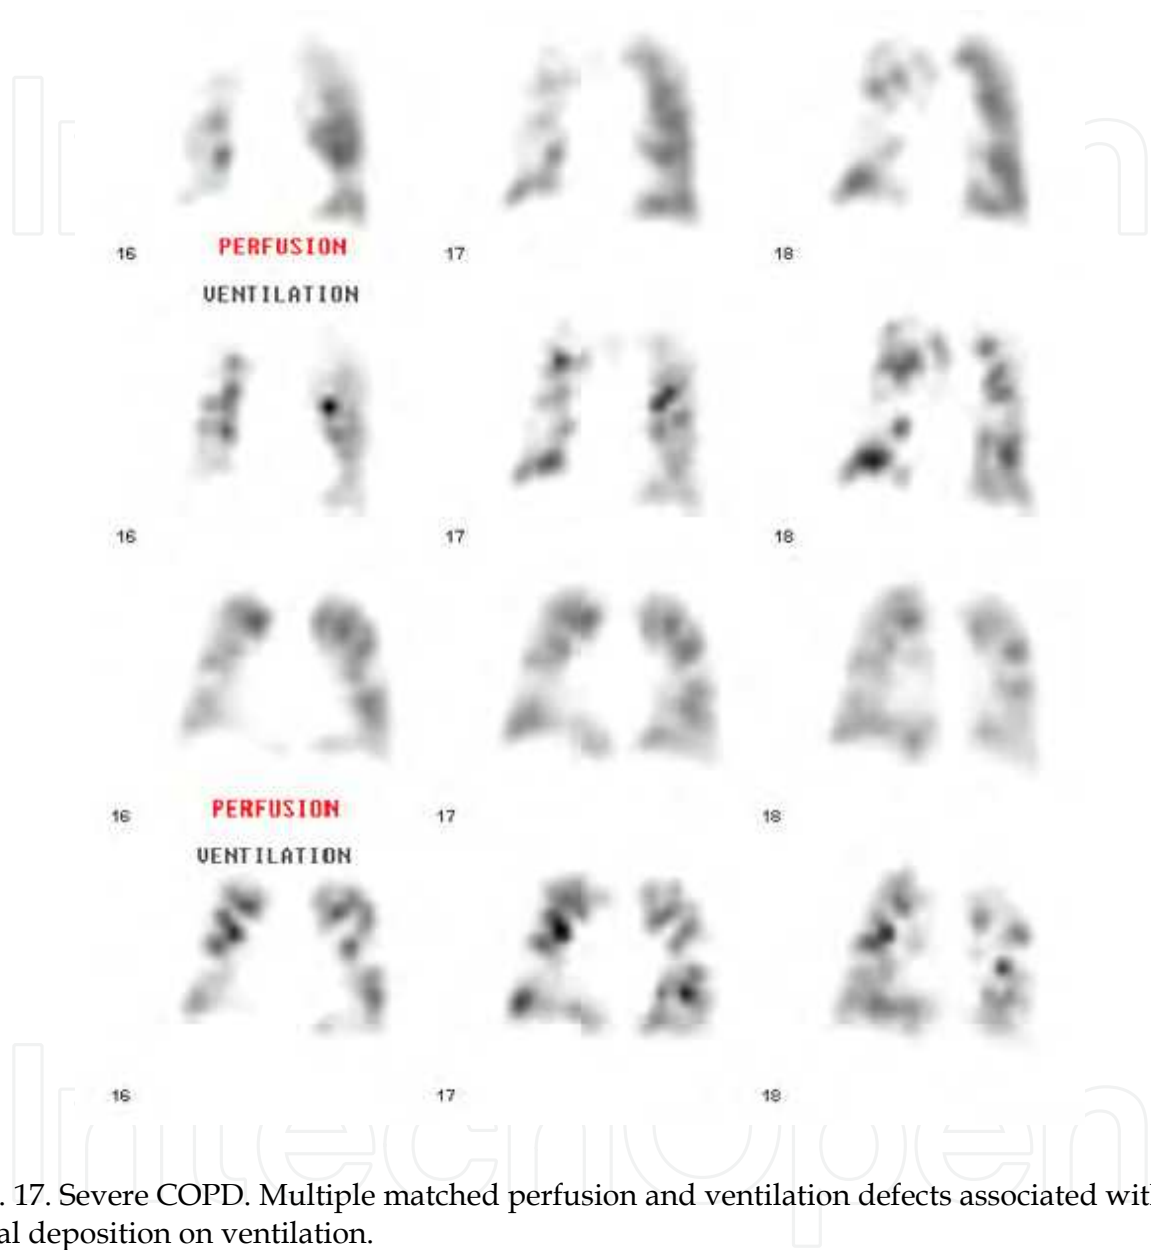 16 PERFUSION 17 18
VENTILATION
16 17 18
16 PERFUSION 17 18
VENTILATION
16 17 18
IntechOpen
. 17. Severe COPD. Multiple matched perfusion and ventilation defects associated wit
al deposition on ventilation.